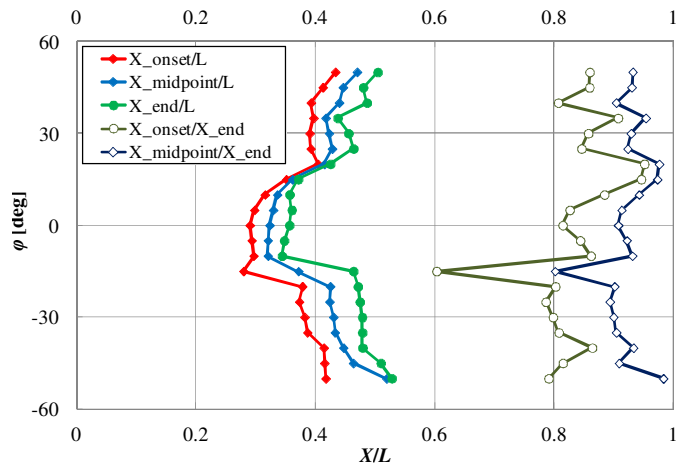 0 0.2 0.4 0.6 0.8 1
60
X_onset/L
X_midpoint/L
X_end/L
X_onset/X_end
X_midpoint/X_end
30
0
-30
-60
φ [deg]
0 0.2 0.4 0.6 0.8 1
X/L